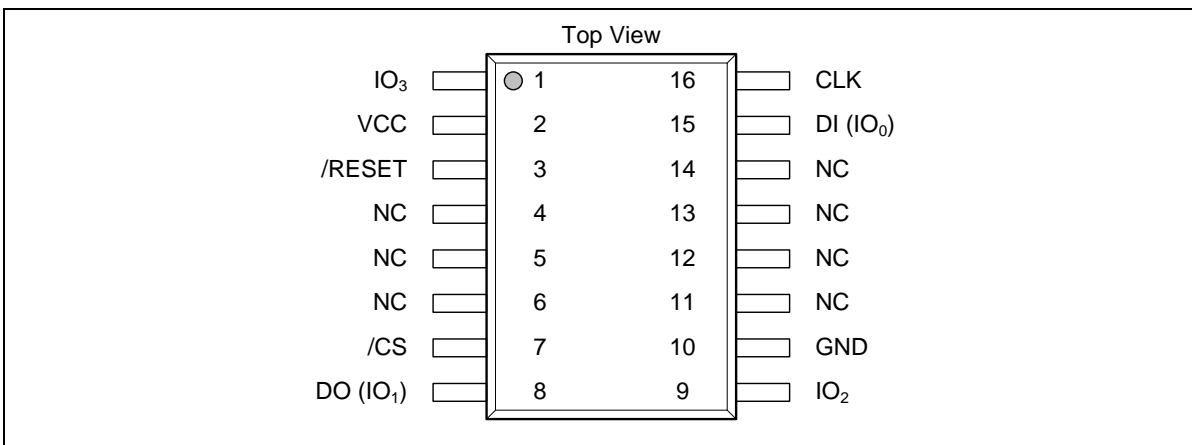 Top View
IO₃ 1 16 CLK
VCC 2 15 DI (IO₀)
/RESET 3 14 NC
NC 4 13 NC
NC 5 12 NC
NC 6 11 NC
/CS 7 10 GND
DO (IO₁) 8 9 IO₂